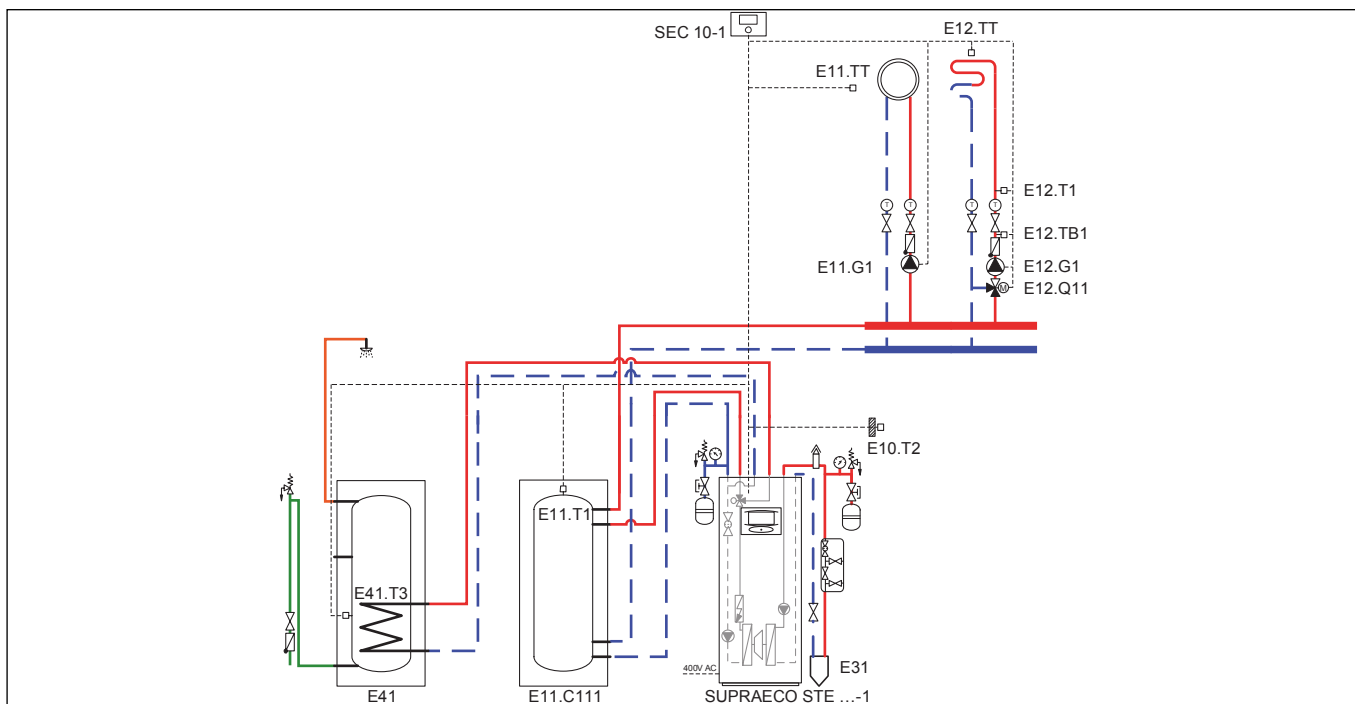 SEC 10-1
E12.TT
E11.TT
E12.T1
E12.TB1
E11.G1
E12.G1
E12.Q11
M
T
T
T
T
E10.T2
E11.T1
E41.T3
400V AC
E31
E41
E11.C111
SUPRAECO STE ...-1